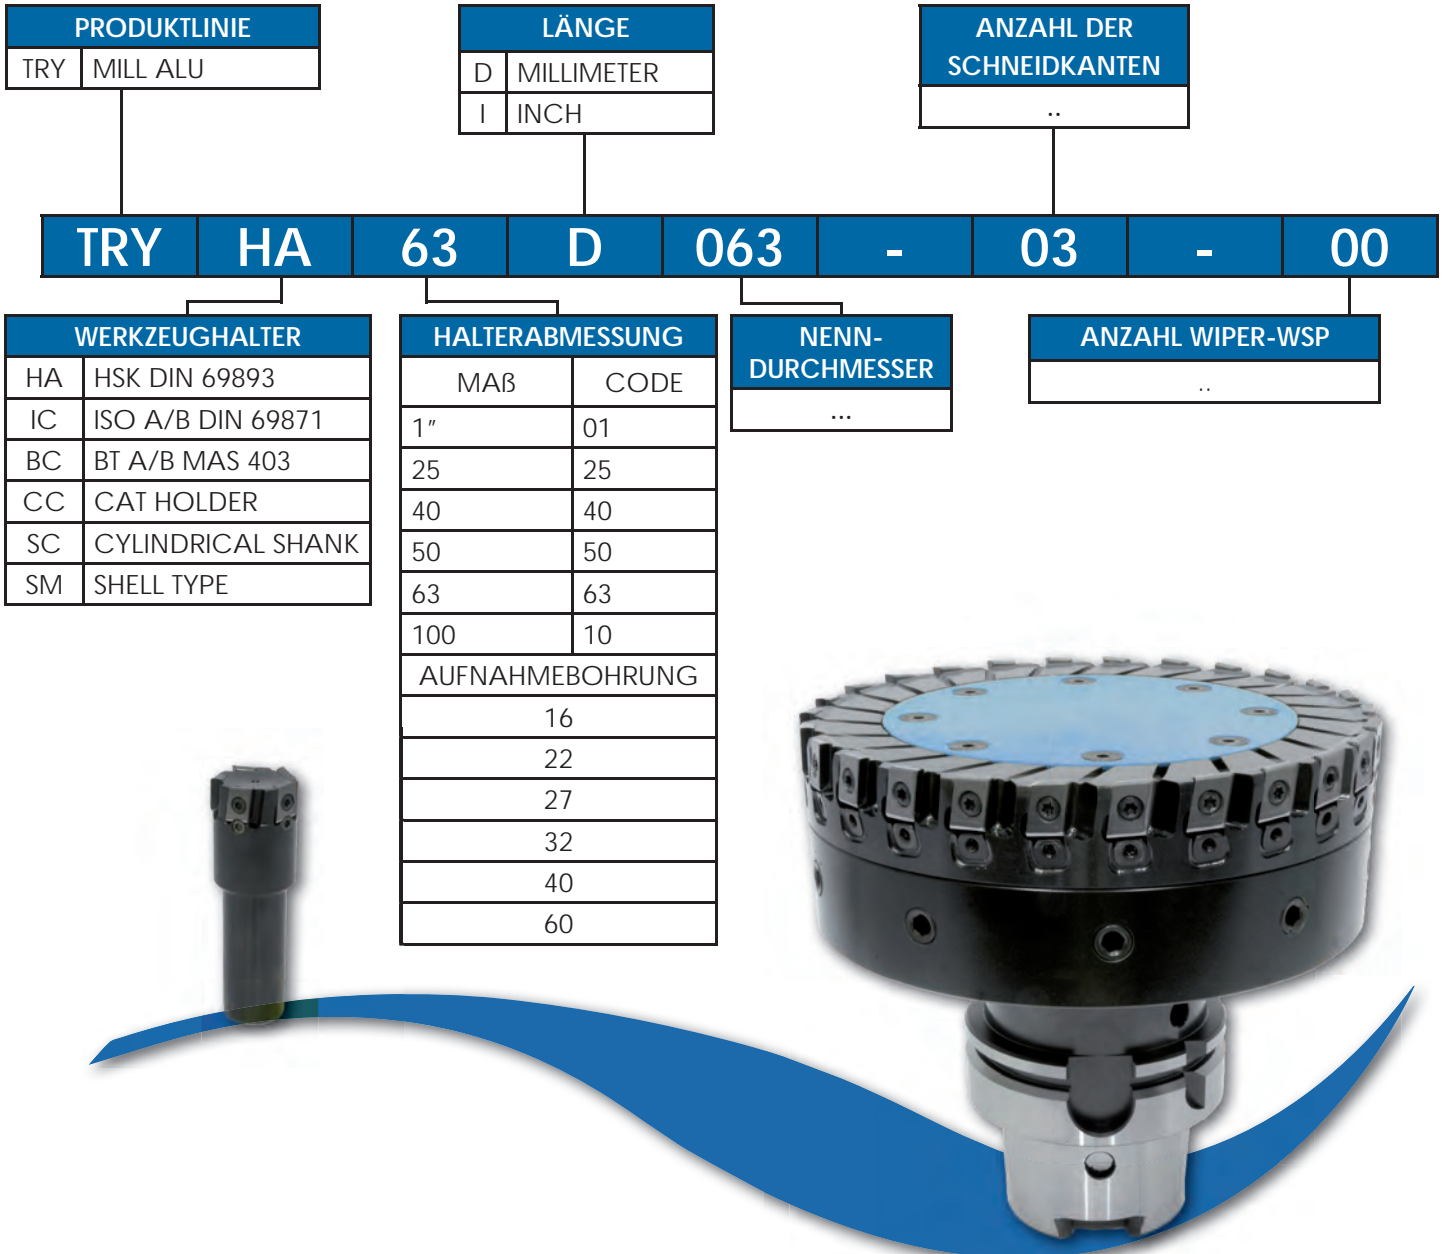 PRODUKTLINIE
TRY MILL ALU
LÄNGE
D MILLIMETER
I INCH
ANZAHL DER
SCHNEIDKANTEN
..
TRY HA 63 D 063 - 03 - 00
WERKZEUGHALTER
HA HSK DIN 69893
IC ISO A/B DIN 69871
BC BT A/B MAS 403
CC CAT HOLDER
SC CYLINDRICAL SHANK
SM SHELL TYPE
HALTERABMESSUNG
MAß CODE
1" 01
25 25
40 40
50 50
63 63
100 10
AUFNAHMEBOHRUNG
16
22
27
32
40
60
NENN-
DURCHMESSER
...
ANZAHL WIPER-WSP
..